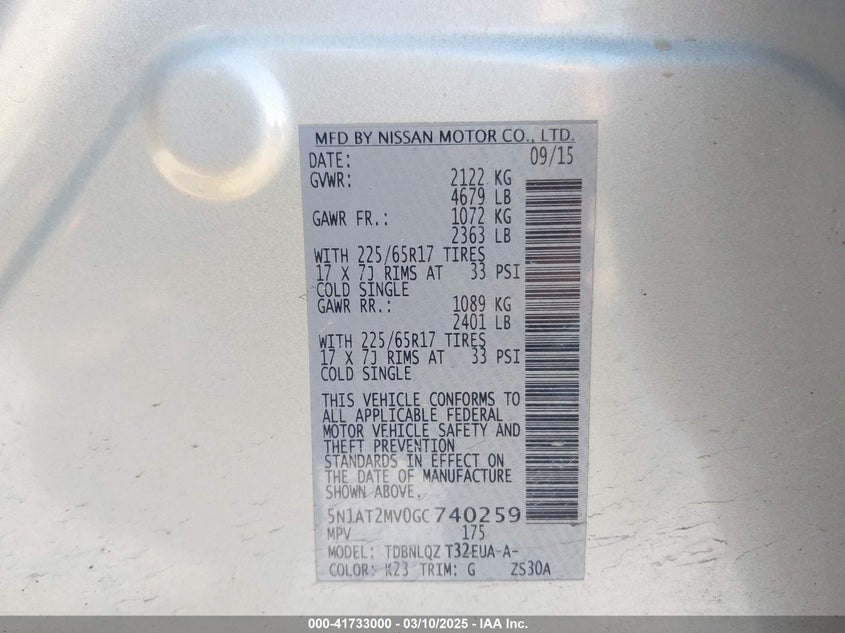 MFD BY NISSAN MOTOR CO., LTD.
DATE: 09/15
GVWR: 2122 KG
4679 LB
GAWR FR.: 1072 KG
2363 LB
WITH 225/65R17 TIRES
17 X 7J RIMS AT 33 PSI
COLD SINGLE
GAWR RR.: 1089 KG
2401 LB
WITH 225/65R17 TIRES
17 X 7J RIMS AT 33 PSI
COLD SINGLE
THIS VEHICLE CONFORMS TO
ALL APPLICABLE FEDERAL
MOTOR VEHICLE SAFETY AND
THEFT PREVENTION
STANDARDS IN EFFECT ON
THE DATE OF MANUFACTURE
SHOWN ABOVE.
5N1AT2MV0GC740259
MPV 175
MODEL: TDBNLQZ T32EUA-A-
COLOR: K23 TRIM: G ZS30A
000-41733000 — 03/10/2025 — IAA Inc.